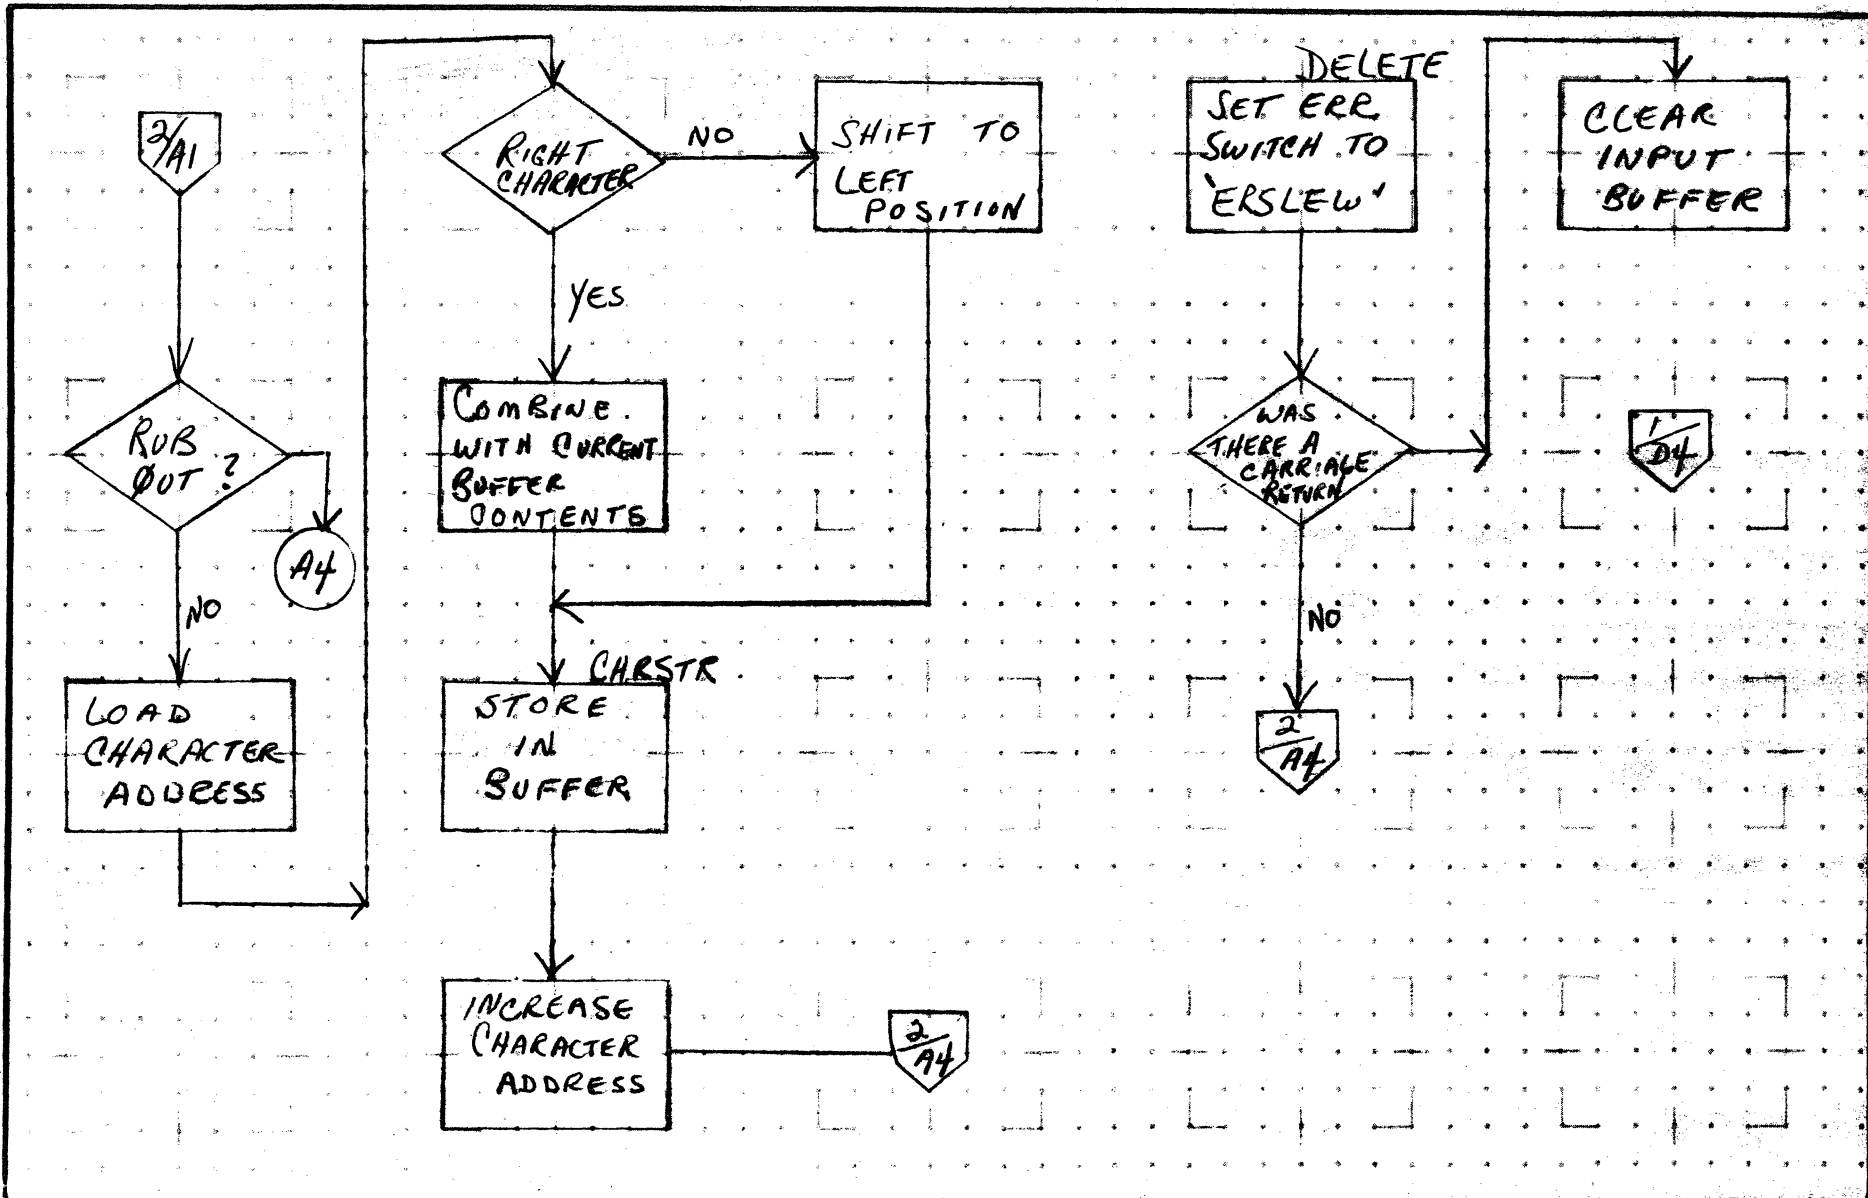 2/A1
RUB
ØUT ?
A4
NO
LOAD
CHARACTER
ADDRESS
RIGHT
CHARACTER
NO
YES
SHIFT TO
LEFT
POSITION
COMBINE
WITH CURRENT
BUFFER
CONTENTS
CHRSTR
STORE
IN
BUFFER
INCREASE
CHARACTER
ADDRESS
2/A4
DELETE
SET ERR
SWITCH TO
'ERSLEW'
WAS
THERE A
CARRIAGE
RETURN
NO
2/A4
CLEAR
INPUT
BUFFER
1/D4